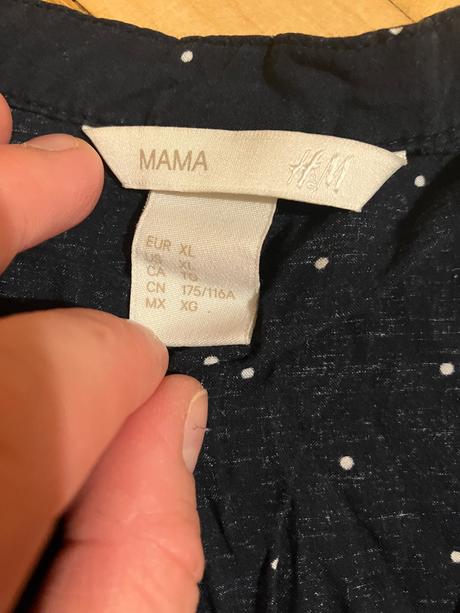 MAMA H&M
EUR XL
US XL
CA TG
CN 175/116A
MX XG